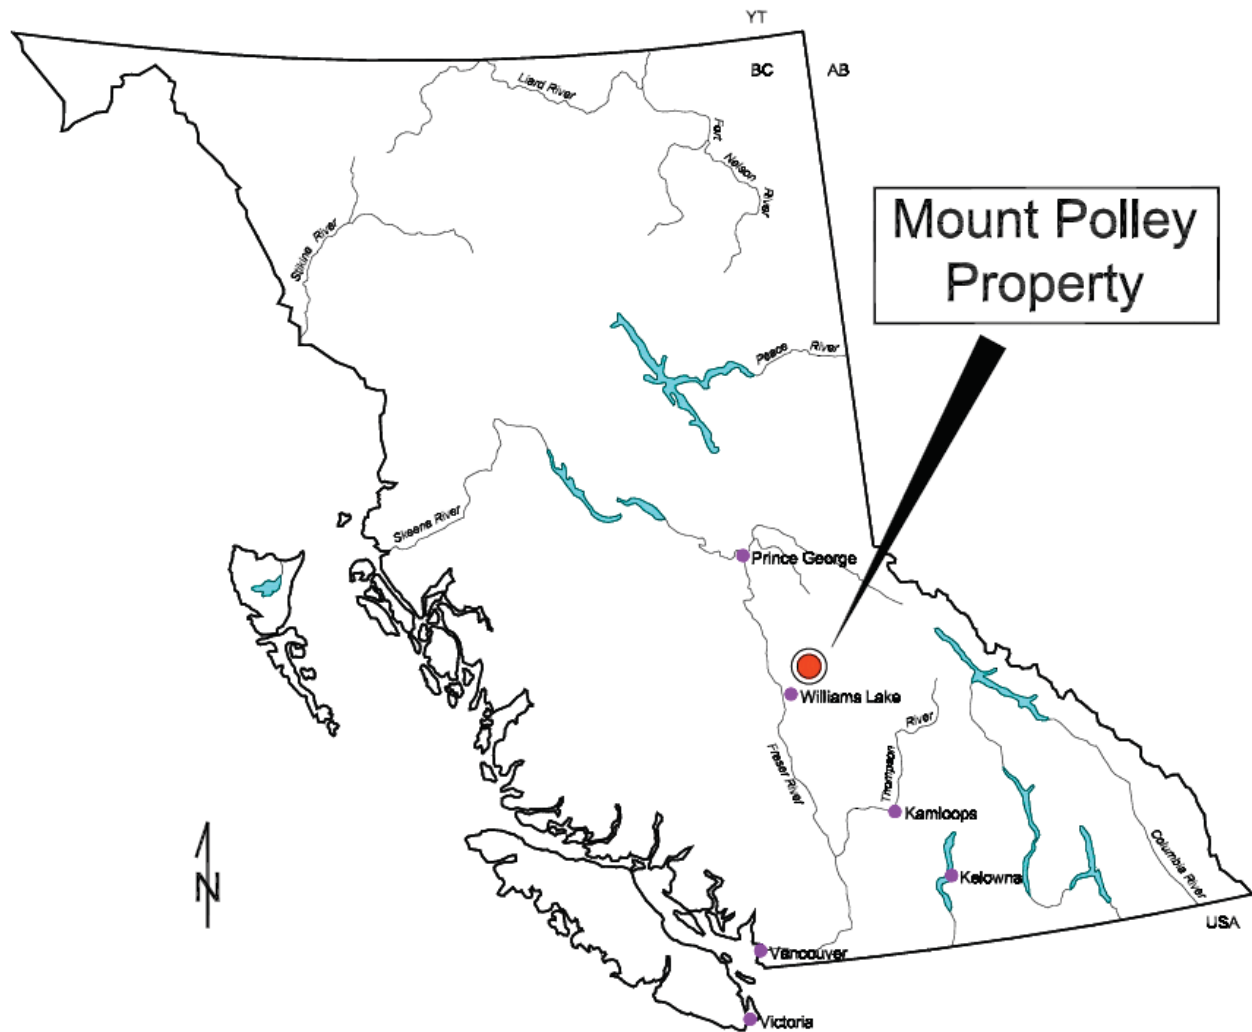 YT
BC
AB
Liard River
Fort Nelson River
Stikine River
Mount Polley
Property
Peace River
Skeena River
Prince George
Williams Lake
Fraser River
Thompson River
Kamloops
Columbia River
Kelowna
USA
N
Vancouver
Victoria